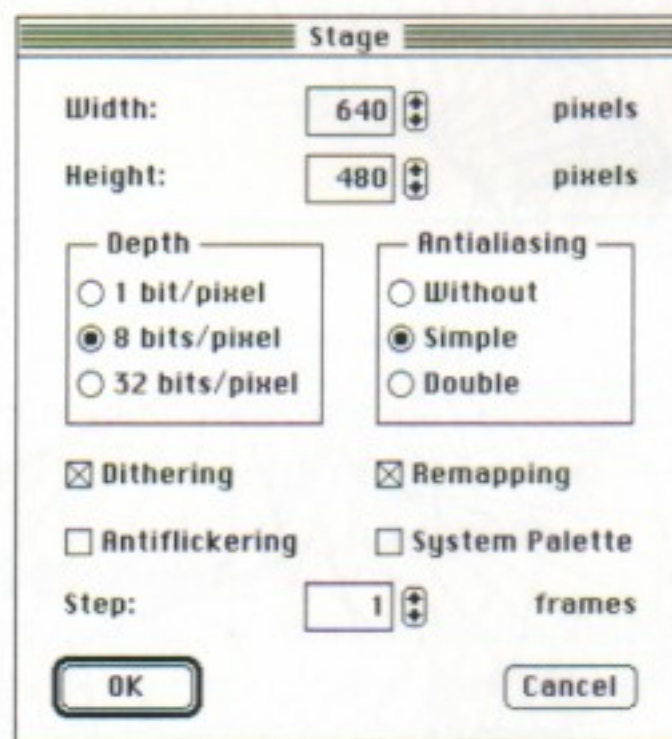 Stage
Width: 640 pixels
Height: 480 pixels
Depth
1 bit/pixel
8 bits/pixel
32 bits/pixel
Antialiasing
Without
Simple
Double
Dithering
Remapping
Antiflickering
System Palette
Step: 1 frames
OK
Cancel